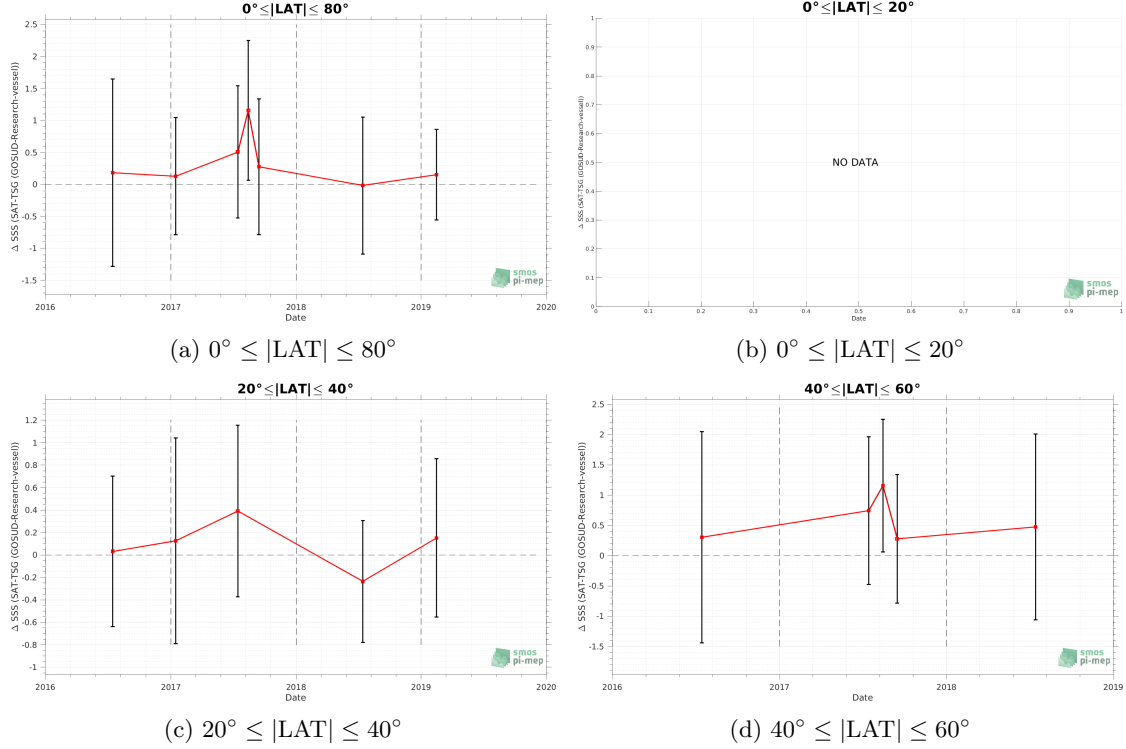 0°≤|LAT|≤ 80°
Δ SSS (SAT-TSG (GOSUD-Research-vessel))
2.5
2
1.5
1
0.5
0
-0.5
-1
-1.5
2016 2017 2018 2019 2020
Date
smos
pi-mep
(a) 0° ≤ |LAT| ≤ 80°
0°≤|LAT|≤ 20°
Δ SSS (SAT-TSG (GOSUD-Research-vessel))
1
0.9
0.8
0.7
0.6
0.5
0.4
0.3
0.2
0.1
0
NO DATA
0 0.1 0.2 0.3 0.4 0.5 0.6 0.7 0.8 0.9 1
Date
smos
pi-mep
(b) 0° ≤ |LAT| ≤ 20°
20°≤|LAT|≤ 40°
Δ SSS (SAT-TSG (GOSUD-Research-vessel))
1.2
1
0.8
0.6
0.4
0.2
0
-0.2
-0.4
-0.6
-0.8
-1
2016 2017 2018 2019 2020
Date
smos
pi-mep
(c) 20° ≤ |LAT| ≤ 40°
40°≤|LAT|≤ 60°
Δ SSS (SAT-TSG (GOSUD-Research-vessel))
2.5
2
1.5
1
0.5
0
-0.5
-1
-1.5
2016 2017 2018 2019
Date
smos
pi-mep
(d) 40° ≤ |LAT| ≤ 60°